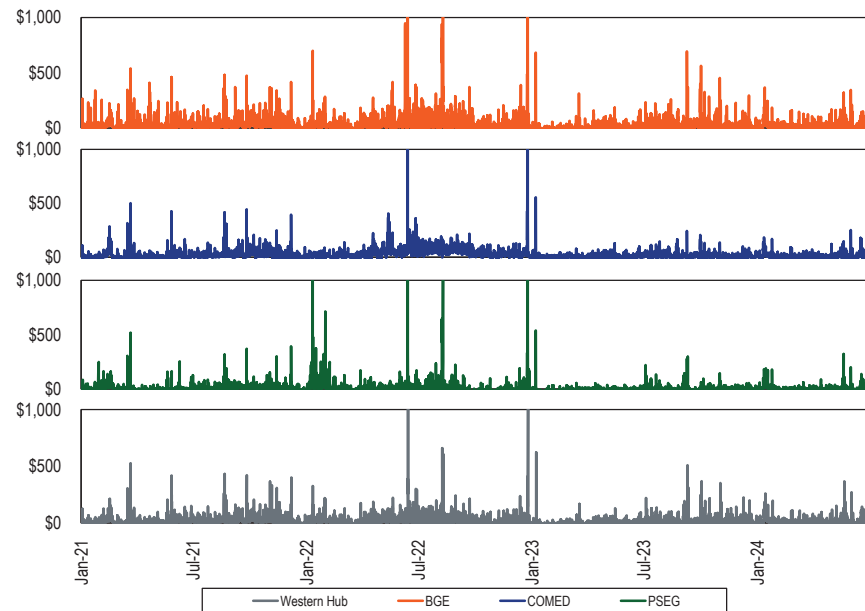 $1,000
$500
$0
$1,000
$500
$0
$1,000
$500
$0
$1,000
$500
$0
Jan-21
Jul-21
Jan-22
Jul-22
Jan-23
Jul-23
Jan-24
Western Hub BGE COMED PSEG